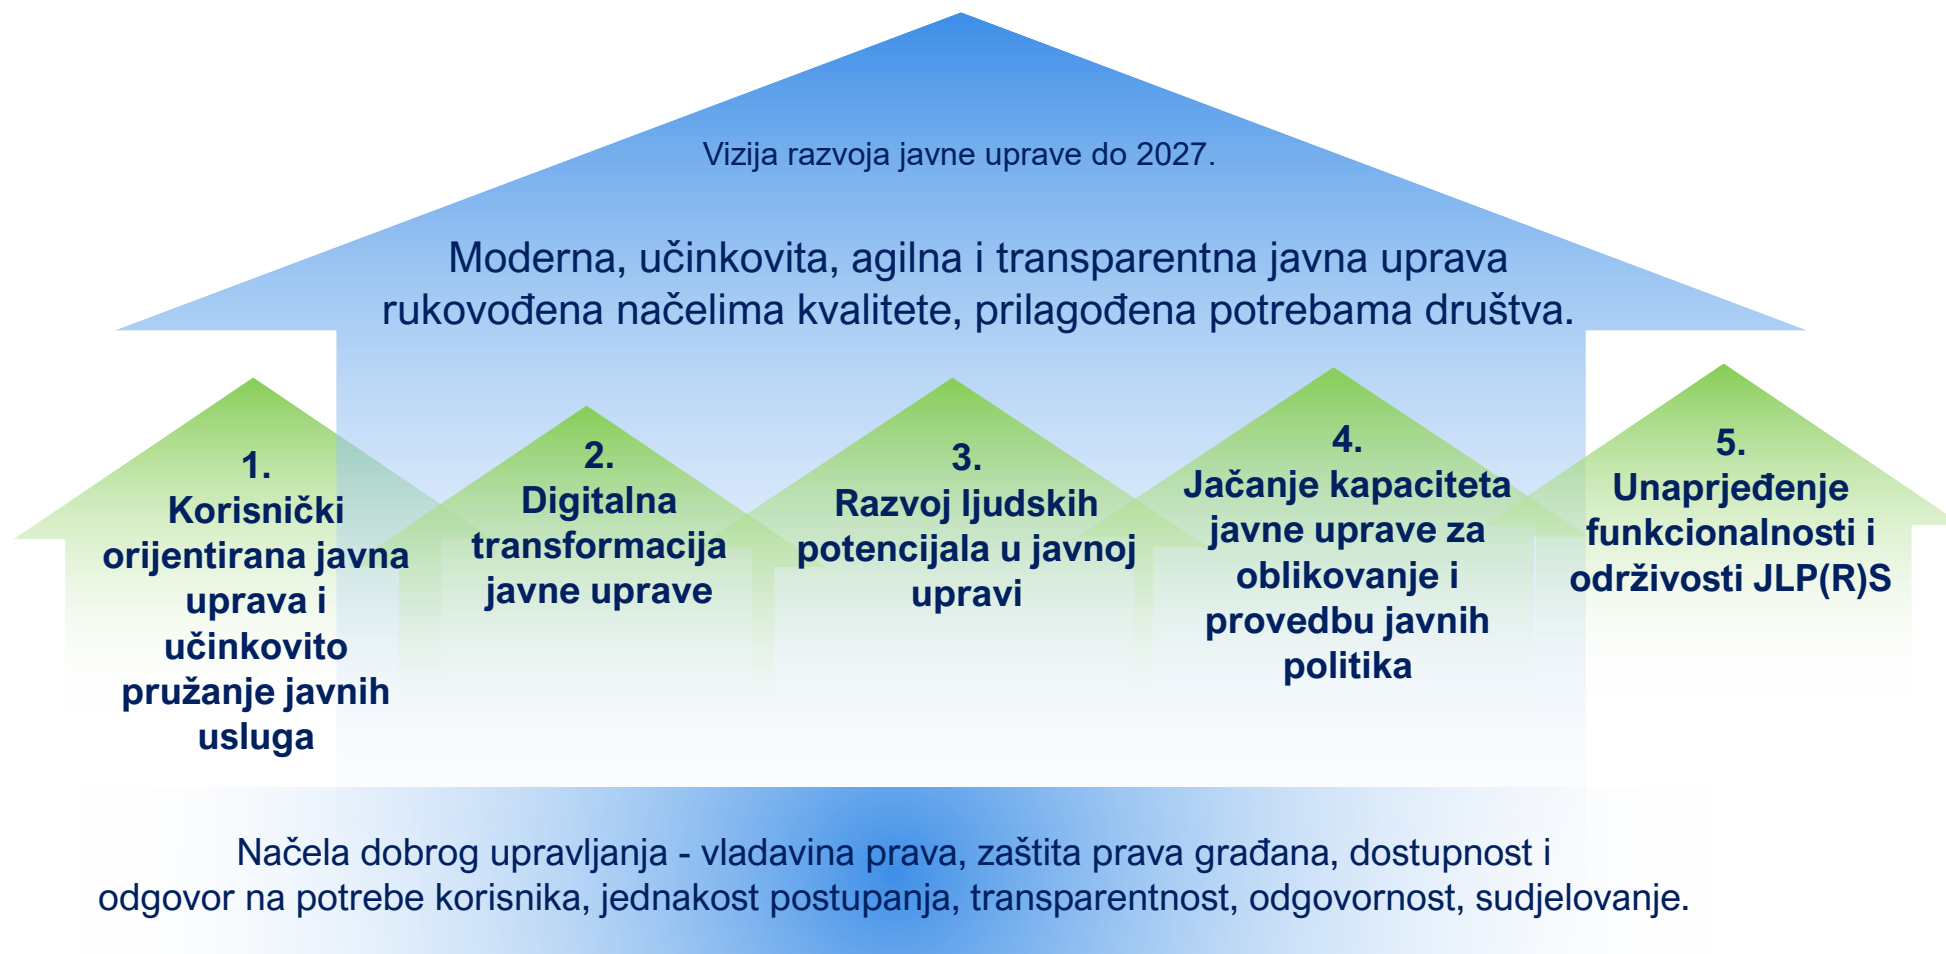 Vizija razvoja javne uprave do 2027.
Moderna, učinkovita, agilna i transparentna javna uprava
rukovođena načelima kvalitete, prilagođena potrebama društva.
1.
Korisnički
orijentirana javna
uprava i
učinkovito
pružanje javnih
usluga
2.
Digitalna
transformacija
javne uprave
3.
Razvoj ljudskih
potencijala u javnoj
upravi
4.
Jačanje kapaciteta
javne uprave za
oblikovanje i
provedbu javnih
politika
5.
Unaprjeđenje
funkcionalnosti i
održivosti JLP(R)S
Načela dobrog upravljanja - vladavina prava, zaštita prava građana, dostupnost i
odgovor na potrebe korisnika, jednakost postupanja, transparentnost, odgovornost, sudjelovanje.